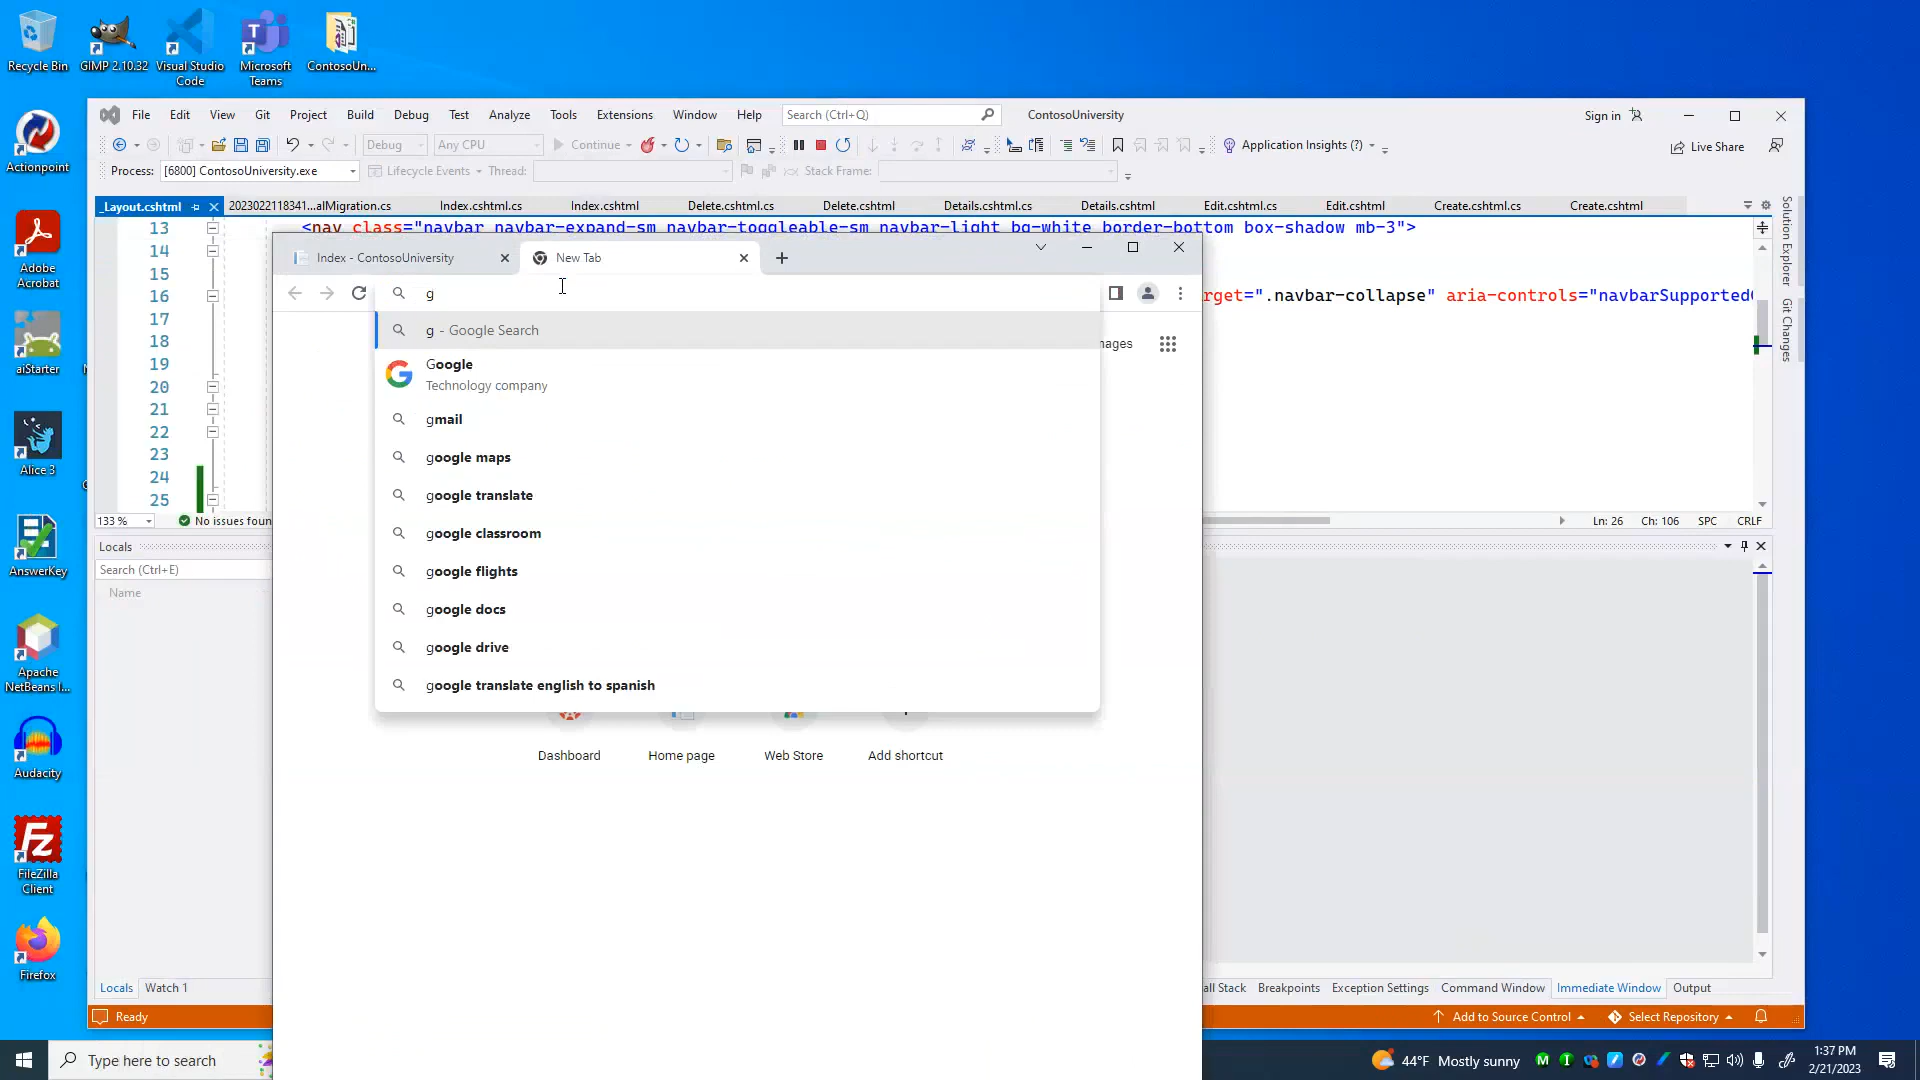 Recycle Bin
GIMP 2.10.32
Visual Studio
Code
Microsoft
Teams
ContosoUn...
Actionpoint
Adobe
Acrobat
aiStarter
Alice 3
AnswerKey
Apache
NetBeans I...
Audacity
FileZilla
Client
Firefox
File Edit View Git Project Build Debug Test Analyze Tools Extensions Window Help Search (Ctrl+Q) ContosoUniversity Sign in
Debug Any CPU Continue Application Insights (?) Live Share
Process: [6800] ContosoUniversity.exe Lifecycle Events Thread: Stack Frame:
_Layout.cshtml 2023022118341...alMigration.cs Index.cshtml.cs Index.cshtml Delete.cshtml.cs Delete.cshtml Details.cshtml.cs Details.cshtml Edit.cshtml.cs Edit.cshtml Create.cshtml.cs Create.cshtml
Solution Explorer
Git Changes
13 <nav class="navbar navbar-expand-sm navbar-toggleable-sm navbar-light bg-white border-bottom box-shadow mb-3">
14
15
16 rget=".navbar-collapse" aria-controls="navbarSupported
17
18
19
20
21
22
23
24
25
133 % No issues foun Ln: 26 Ch: 106 SPC CRLF
Index - ContosoUniversity New Tab
g
g - Google Search
Google
Technology company
gmail
google maps
google translate
google classroom
google flights
google docs
google drive
google translate english to spanish
Dashboard Home page Web Store Add shortcut
Locals
Search (Ctrl+E)
Name
Locals Watch 1
all Stack Breakpoints Exception Settings Command Window Immediate Window Output
Ready Add to Source Control Select Repository
Type here to search
44°F Mostly sunny
1:37 PM
2/21/2023